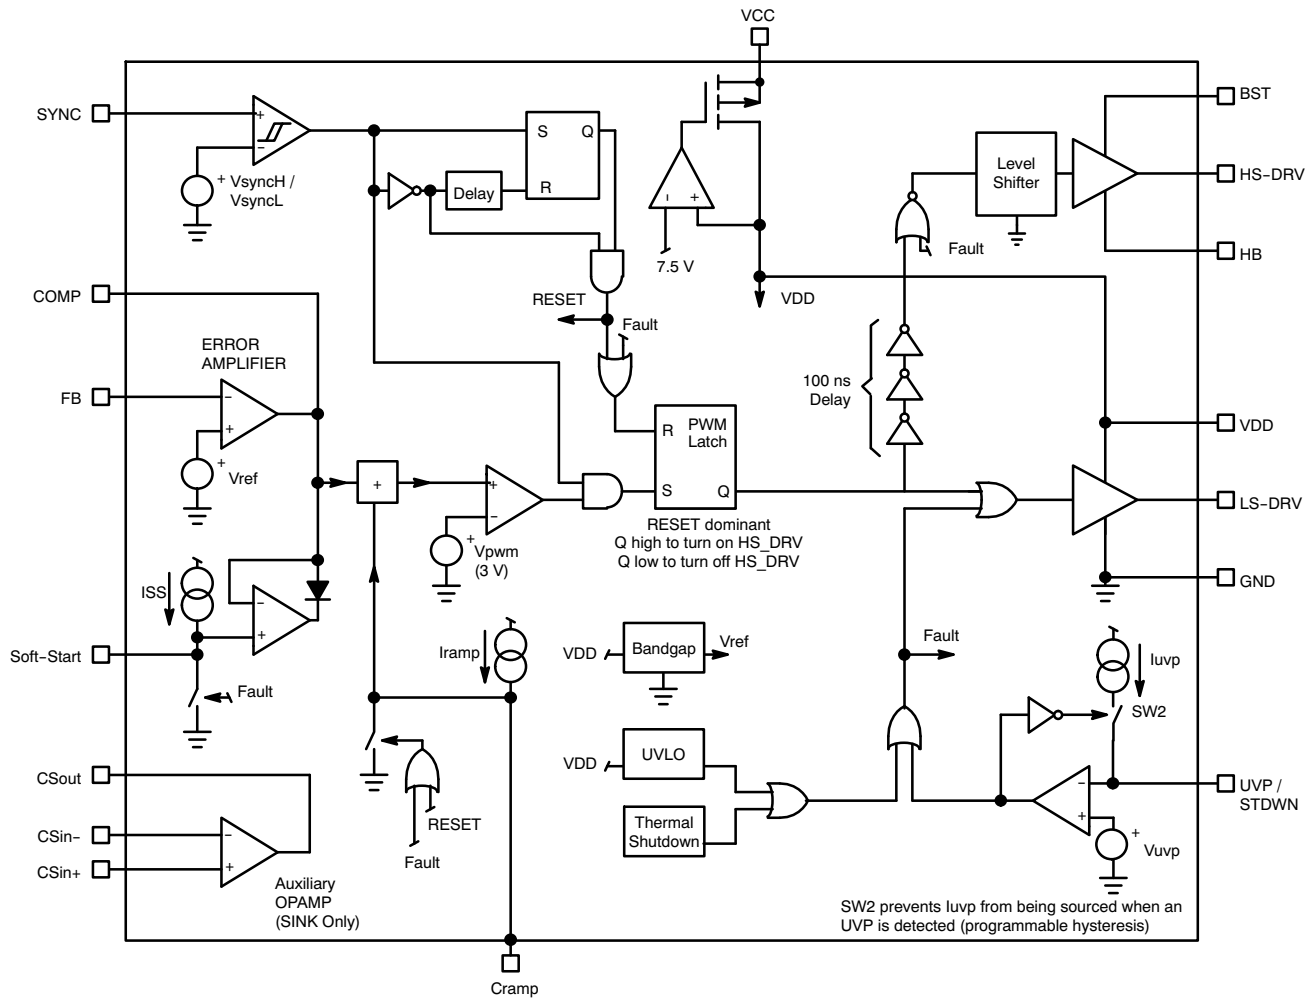 VCC
SYNC
+
−
+ VsyncH /
VsyncL
S Q
R
Delay
− +
7.5 V
VDD
Level
Shifter
Fault
BST
HS−DRV
HB
COMP
RESET
Fault
ERROR
AMPLIFIER
FB
−
+
+
Vref
+
+
−
+
Vpwm
(3 V)
R PWM
Latch
S Q
RESET dominant
Q high to turn on HS_DRV
Q low to turn off HS_DRV
100 ns
Delay
VDD
LS−DRV
GND
ISS
−
+
Soft−Start
Fault
Iramp
VDD
Bandgap
Vref
Fault
Iuvp
SW2
CSout
VDD
UVLO
−
+
UVP /
STDWN
CSin−
CSin+
−
+
RESET
Fault
Thermal
Shutdown
+
Vuvp
Auxiliary
OPAMP
(SINK Only)
SW2 prevents Iuvp from being sourced when an
UVP is detected (programmable hysteresis)
Cramp